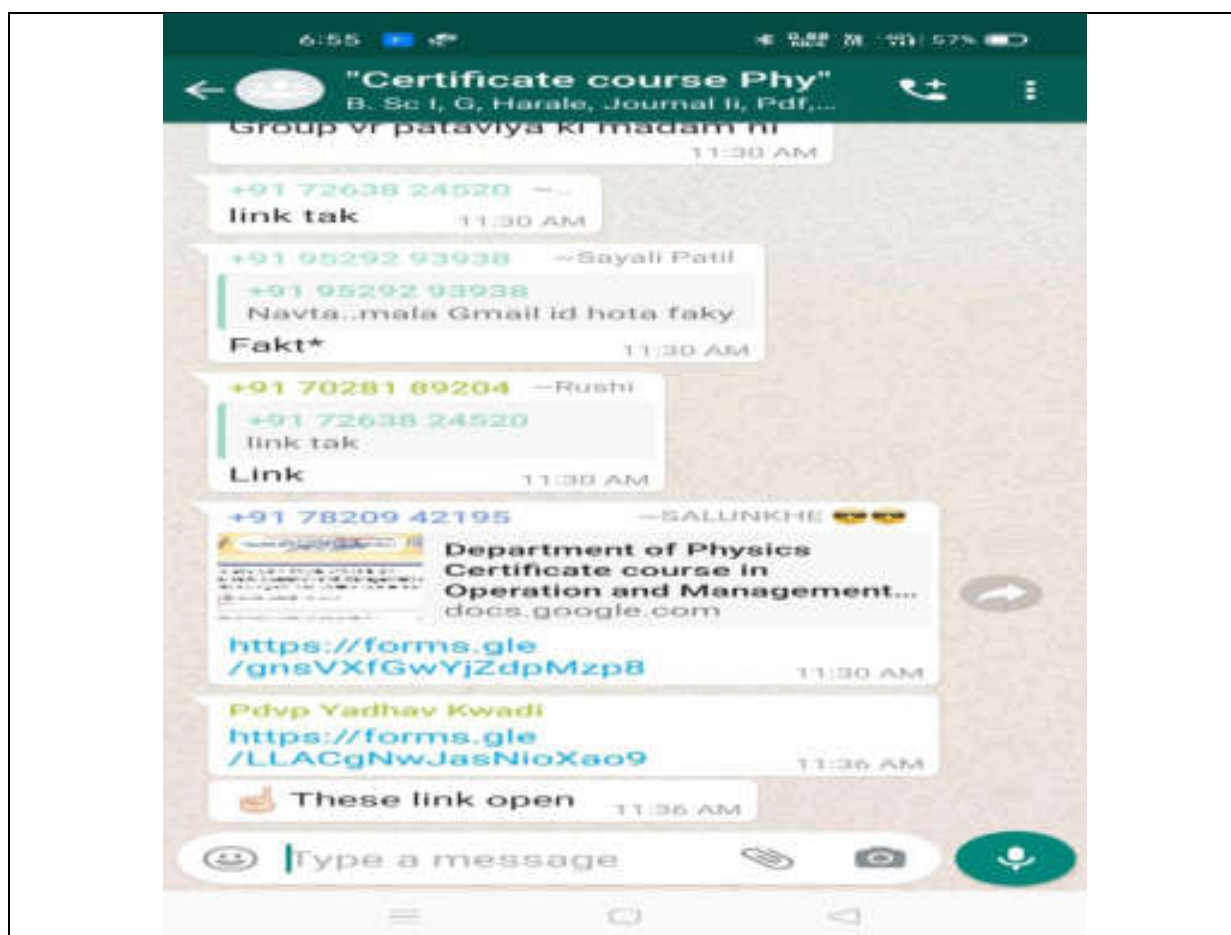 6:55 57%
"Certificate course Phy"
B. Sc I, G, Harale, Journal Ii, Pdf,...
Group vr pataviya ki madam ni
11:30 AM
+91 72638 24520 ~..
link tak 11:30 AM
+91 95292 93938 ~Sayali Patil
+91 95292 93938
Navta..mala Gmail id hota faky
Fakt* 11:30 AM
+91 70281 89204 ~Rushi
+91 72638 24520
link tak
Link 11:30 AM
+91 78209 42195 ~SALUNKHE 😎😎
Department of Physics
Certificate course in
Operation and Management...
docs.google.com
https://forms.gle
/gnsVXfGwYjZdpMzp8 11:30 AM
Pdvp Yadhav Kwadi
https://forms.gle
/LLACgNwJasNioXao9 11:36 AM
☝🏻 These link open 11:36 AM
Type a message